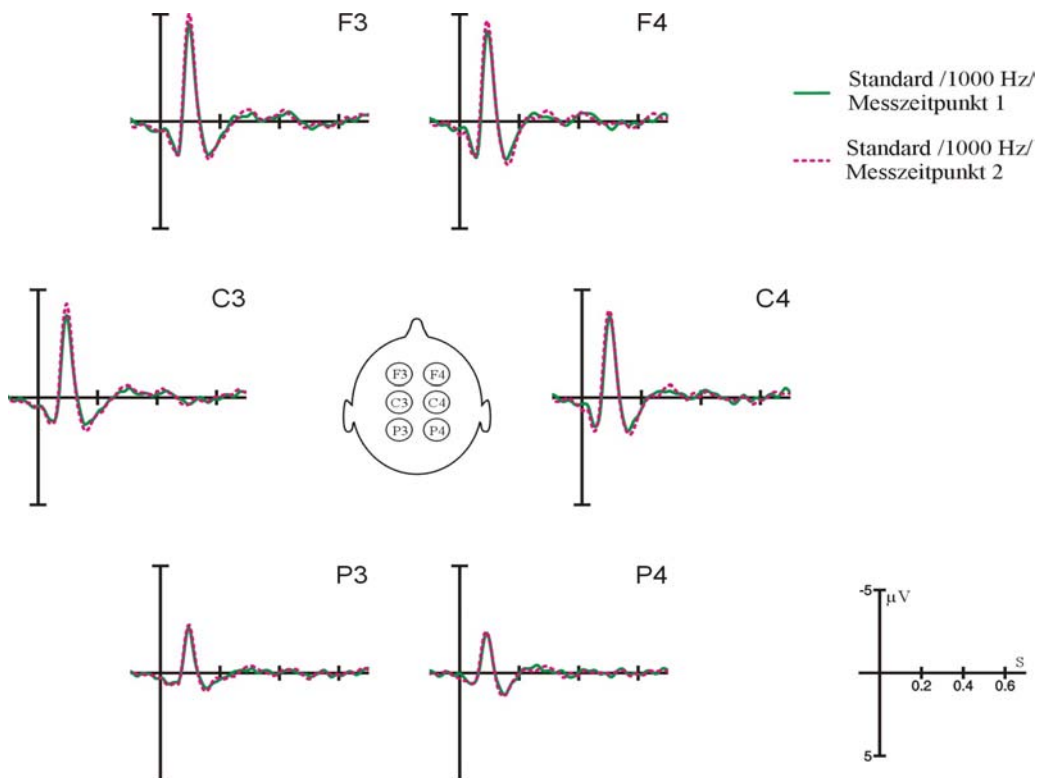 F3
F4
Standard /1000 Hz/
Messzeitpunkt 1
Standard /1000 Hz/
Messzeitpunkt 2
C3
C4
F3 F4
C3 C4
P3 P4
P3
P4
-5
µV
S
0.2 0.4 0.6
5